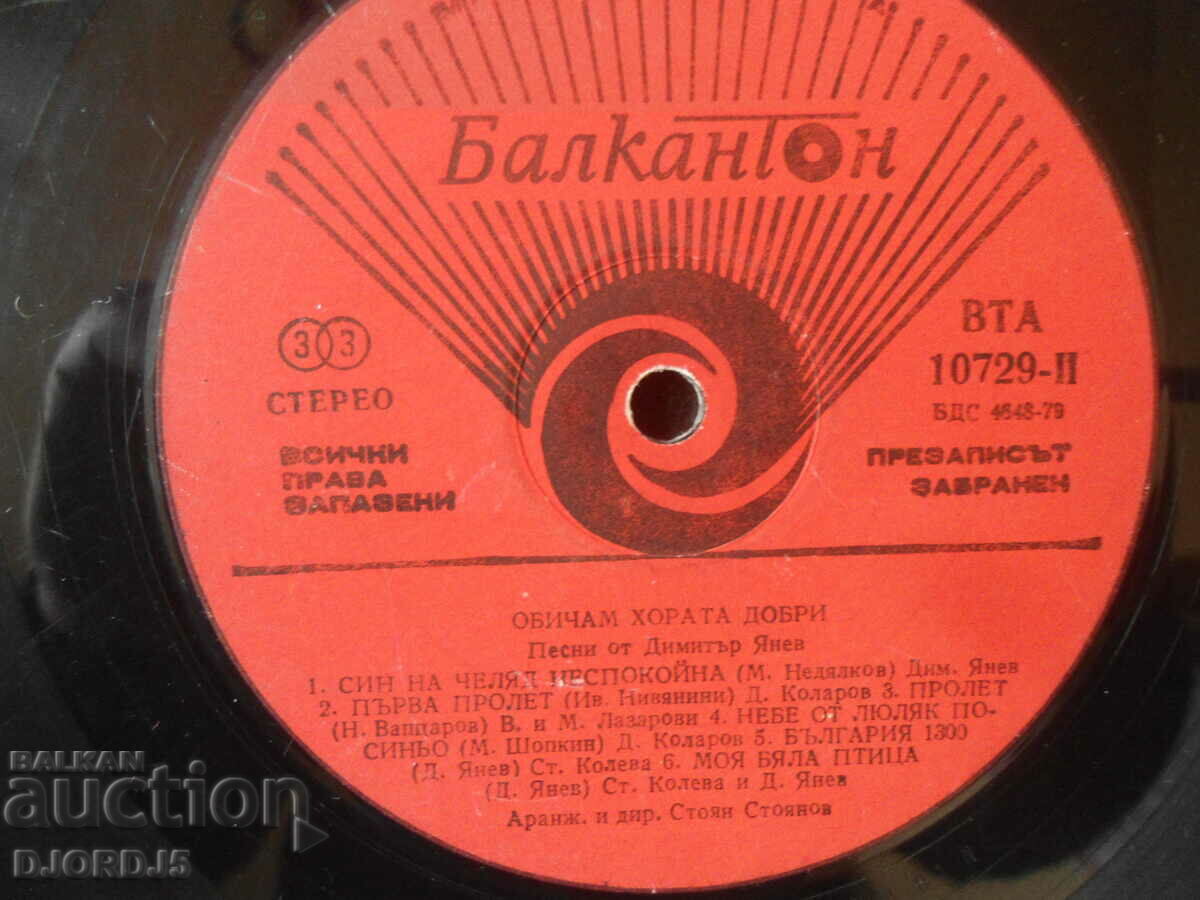 Балкантон
33
СТЕРЕО
ВСИЧКИ
ПРАВА
ЗАПАЗЕНИ
ВТА
10729-II
БДС 4648-79
ПРЕЗАПИСЪТ
ЗАБРАНЕН
ОБИЧАМ ХОРАТА ДОБРИ
Песни от Димитър Янев
1. СИН НА ЧЕЛЯД НЕСПОКОЙНА (М. Недялков) Дим. Янев
2. ПЪРВА ПРОЛЕТ (Ив. Нивянини) Д. Коларов 3. ПРОЛЕТ
(Н. Вапцаров) В. и М. Лазарови 4. НЕБЕ ОТ ЛЮЛЯК ПО-
СИНЬО (М. Шопкин) Д. Коларов 5. БЪЛГАРИЯ 1300
(Д. Янев) Ст. Колева 6. МОЯ БЯЛА ПТИЦА
(Д. Янев) Ст. Колева и Д. Янев
Аранж. и дир. Стоян Стоянов
BALKAN
auction
DJORDJ5